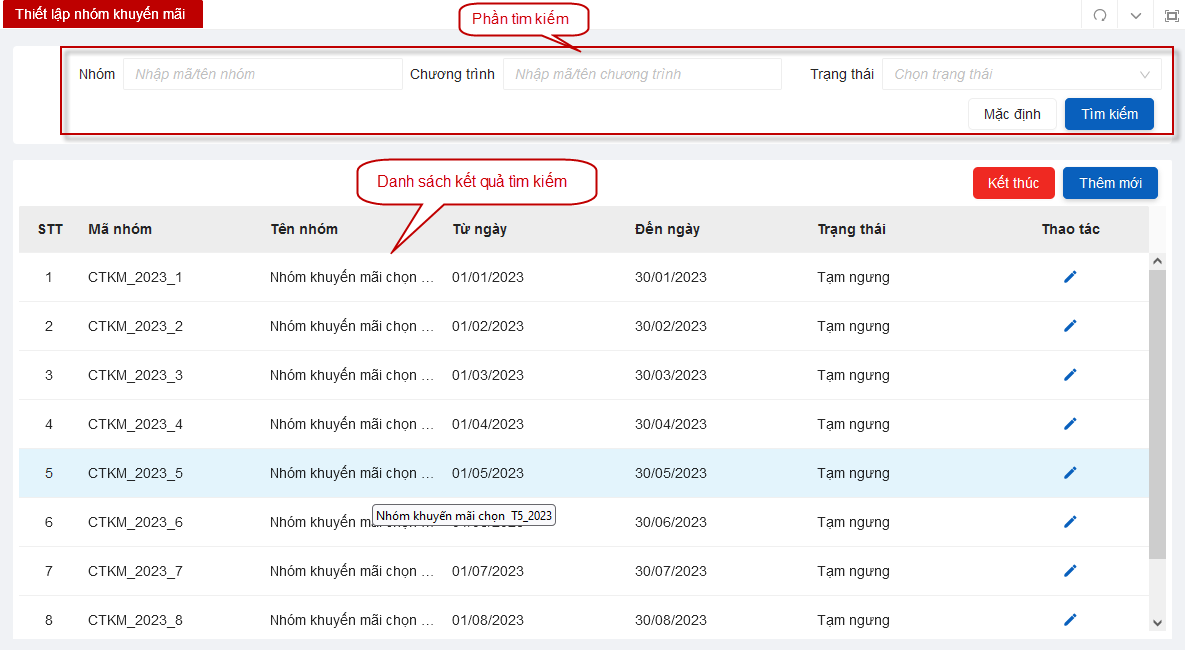 Thiết lập nhóm khuyến mãi
Phần tìm kiếm
Nhóm Nhập mã/tên nhóm Chương trình Nhập mã/tên chương trình Trạng thái Chọn trạng thái
Mặc định Tìm kiếm
Danh sách kết quả tìm kiếm
Kết thúc Thêm mới
STT Mã nhóm Tên nhóm Từ ngày Đến ngày Trạng thái Thao tác
1 CTKM_2023_1 Nhóm khuyến mãi chọn ... 01/01/2023 30/01/2023 Tạm ngưng
2 CTKM_2023_2 Nhóm khuyến mãi chọn ... 01/02/2023 30/02/2023 Tạm ngưng
3 CTKM_2023_3 Nhóm khuyến mãi chọn ... 01/03/2023 30/03/2023 Tạm ngưng
4 CTKM_2023_4 Nhóm khuyến mãi chọn ... 01/04/2023 30/04/2023 Tạm ngưng
5 CTKM_2023_5 Nhóm khuyến mãi chọn ... 01/05/2023 30/05/2023 Tạm ngưng
Nhóm khuyến mãi chọn T5_2023
6 CTKM_2023_6 Nhóm khuyến 30/06/2023 Tạm ngưng
7 CTKM_2023_7 Nhóm khuyến mãi chọn ... 01/07/2023 30/07/2023 Tạm ngưng
8 CTKM_2023_8 Nhóm khuyến mãi chọn ... 01/08/2023 30/08/2023 Tạm ngưng